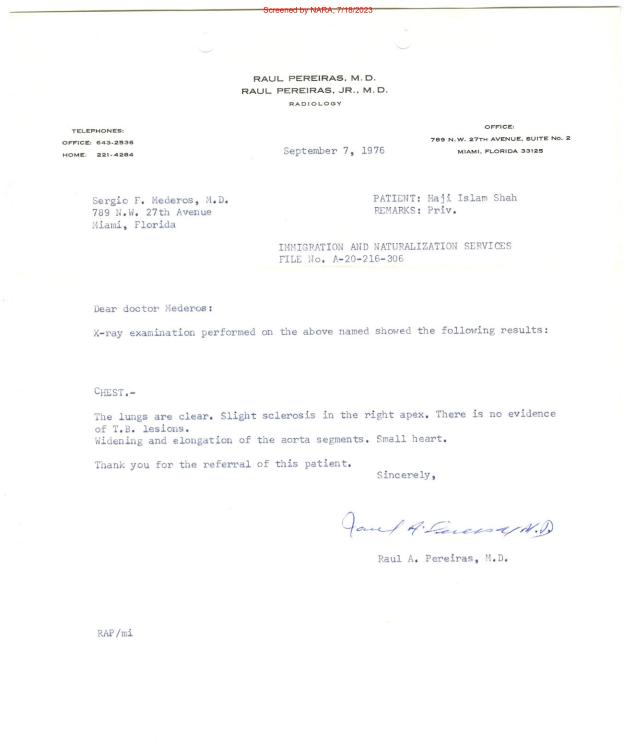 Screened by NARA, 7/18/2023
RAUL PEREIRAS, M.D.
RAUL PEREIRAS, JR., M.D.
RADIOLOGY
TELEPHONES:
OFFICE: 643-2536
HOME: 221-4284
OFFICE:
789 N.W. 27TH AVENUE, SUITE No. 2
MIAMI, FLORIDA 33125
September 7, 1976
Sergio F. Mederos, M.D.
789 N.W. 27th Avenue
Miami, Florida
PATIENT: Haji Islam Shah
REMARKS: Priv.
IMMIGRATION AND NATURALIZATION SERVICES
FILE No. A-20-216-306
Dear doctor Mederos:
X-ray examination performed on the above named showed the following results:
CHEST.-
The lungs are clear. Slight sclerosis in the right apex. There is no evidence
of T.B. lesions.
Widening and elongation of the aorta segments. Small heart.
Thank you for the referral of this patient.
Sincerely,
Raul A. Pereiras, M.D.
RAP/mi